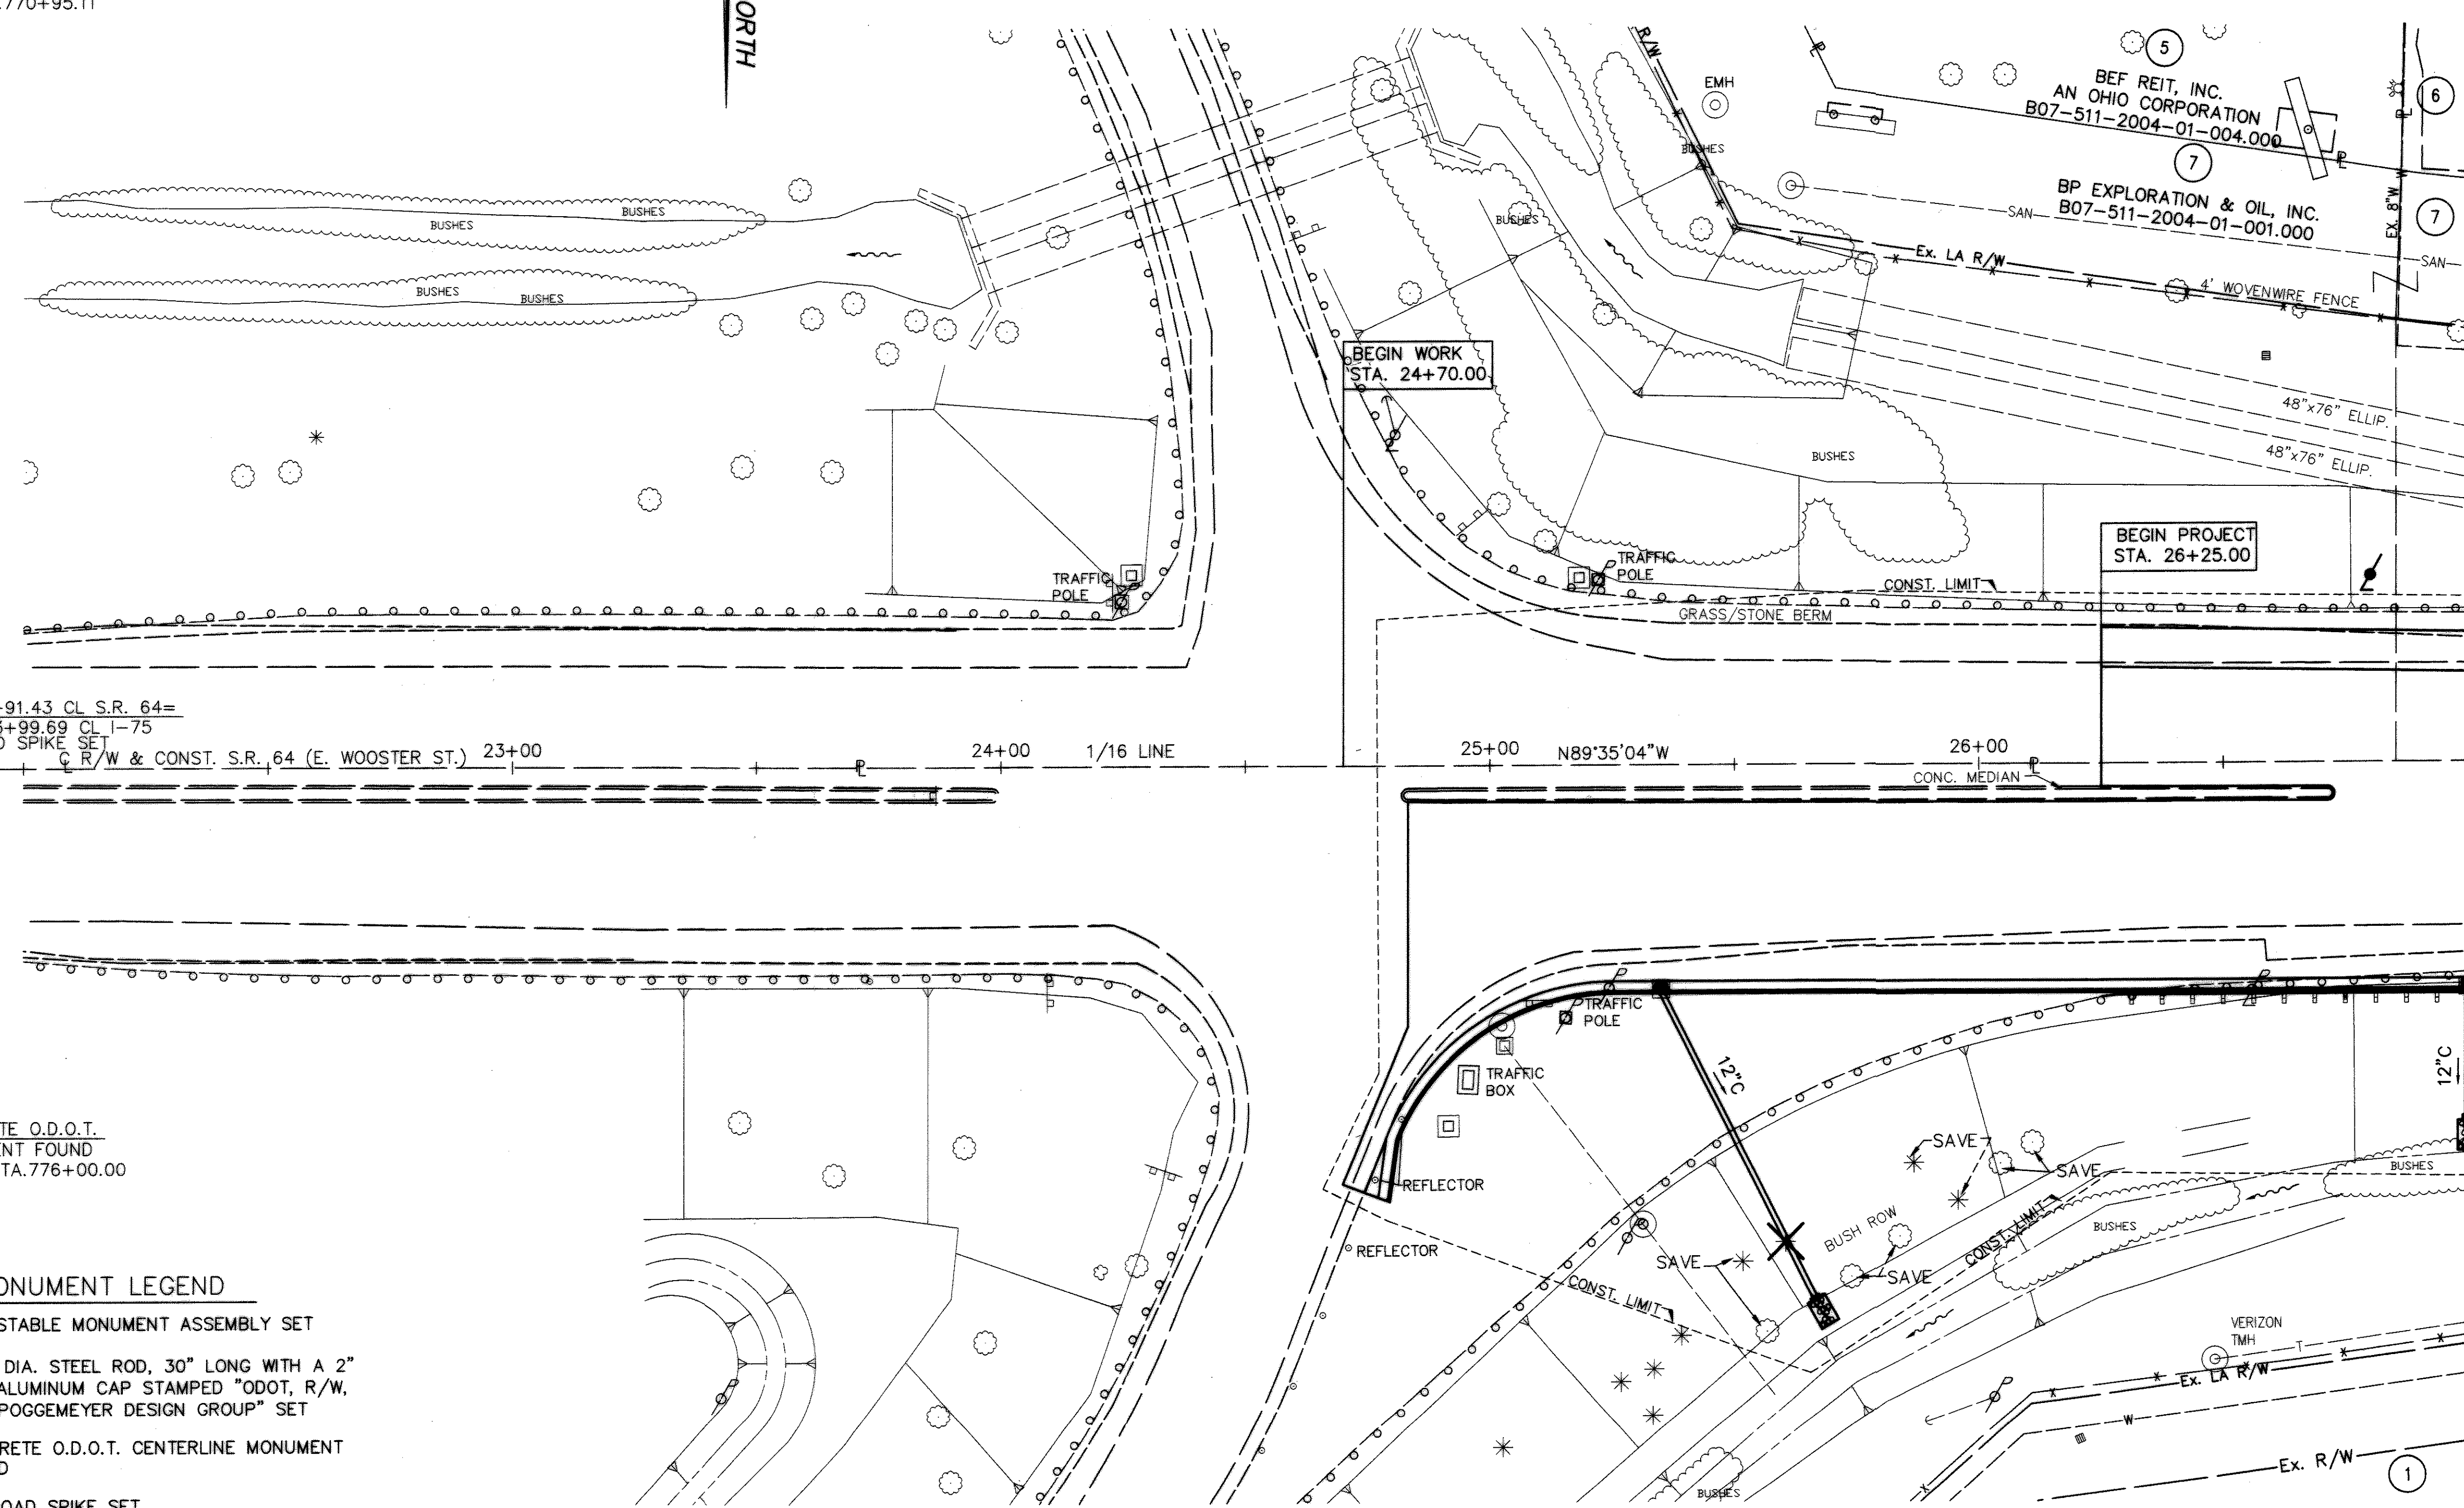 ORTH
EMH
R/W
5
BEF REIT, INC.
AN OHIO CORPORATION
B07-511-2004-01-004.000
6
7
BP EXPLORATION & OIL, INC.
B07-511-2004-01-001.000
EX. 8"W
W
7
SAN
SAN
BUSHES
BUSHES
BUSHES
BUSHES
Ex. LA R/W
4' WOVENWIRE FENCE
BUSHES
BUSHES
BEGIN WORK
STA. 24+70.00
48"x76" ELLIP.
48"x76" ELLIP.
BUSHES
BEGIN PROJECT
STA. 26+25.00
TRAFFIC
POLE
TRAFFIC
POLE
CONST. LIMIT
GRASS/STONE BERM
+91.43 CL S.R. 64=
+99.69 CL I-75
SPIKE SET
R/W & CONST. S.R. 64 (E. WOOSTER ST.)
23+00
24+00
1/16 LINE
25+00
N89°35'04"W
26+00
CONC. MEDIAN
TRAFFIC
POLE
TRAFFIC
BOX
12"C
12"C
TE O.D.O.T.
ENT FOUND
TA.776+00.00
REFLECTOR
REFLECTOR
SAVE
SAVE
BUSHES
BUSH ROW
BUSHES
CONST. LIMIT
SAVE
SAVE
CONST. LIMIT
ONUMENT LEGEND
STABLE MONUMENT ASSEMBLY SET
DIA. STEEL ROD, 30" LONG WITH A 2"
ALUMINUM CAP STAMPED "ODOT, R/W,
POGGEMEYER DESIGN GROUP" SET
RETE O.D.O.T. CENTERLINE MONUMENT
D
OAD SPIKE SET
VERIZON
TMH
T
Ex. LA R/W
W
Ex. R/W
1
BUSHES